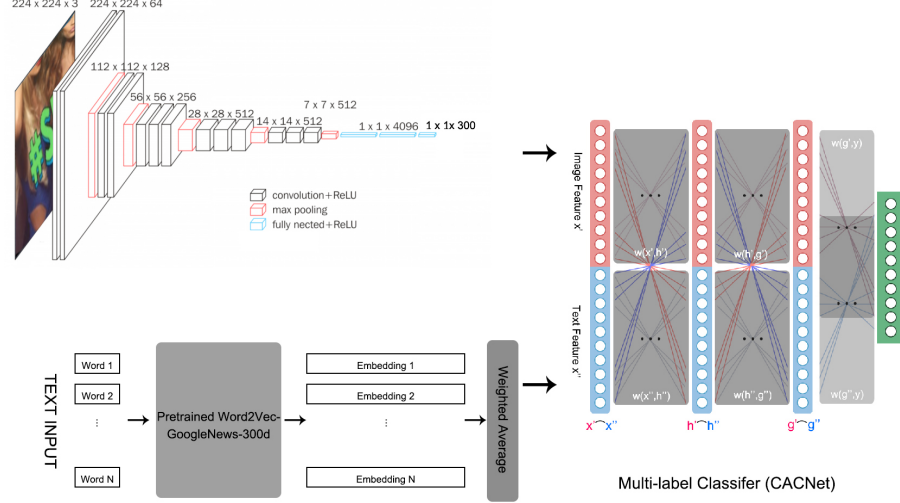 224 x 224 x 3
224 x 224 x 64
112 x 112 x 128
56 x 56 x 256
28 x 28 x 512
14 x 14 x 512
7 x 7 x 512
1 x 1 x 4096
1 x 1x 300
convolution+ReLU
max pooling
fully nected+ReLU
TEXT INPUT
Word 1
Word 2
...
Word N
Pretrained Word2Vec-
GoogleNews-300d
Embedding 1
Embedding 2
...
Embedding N
Weighted Average
Image Feature x'
Text Feature x''
w(x',h')
w(h',g')
w(g',y)
w(x'',h'')
w(h'',g'')
w(g'',y)
x'⁀x''
h'⁀h''
g'⁀g''
Multi-label Classifer (CACNet)